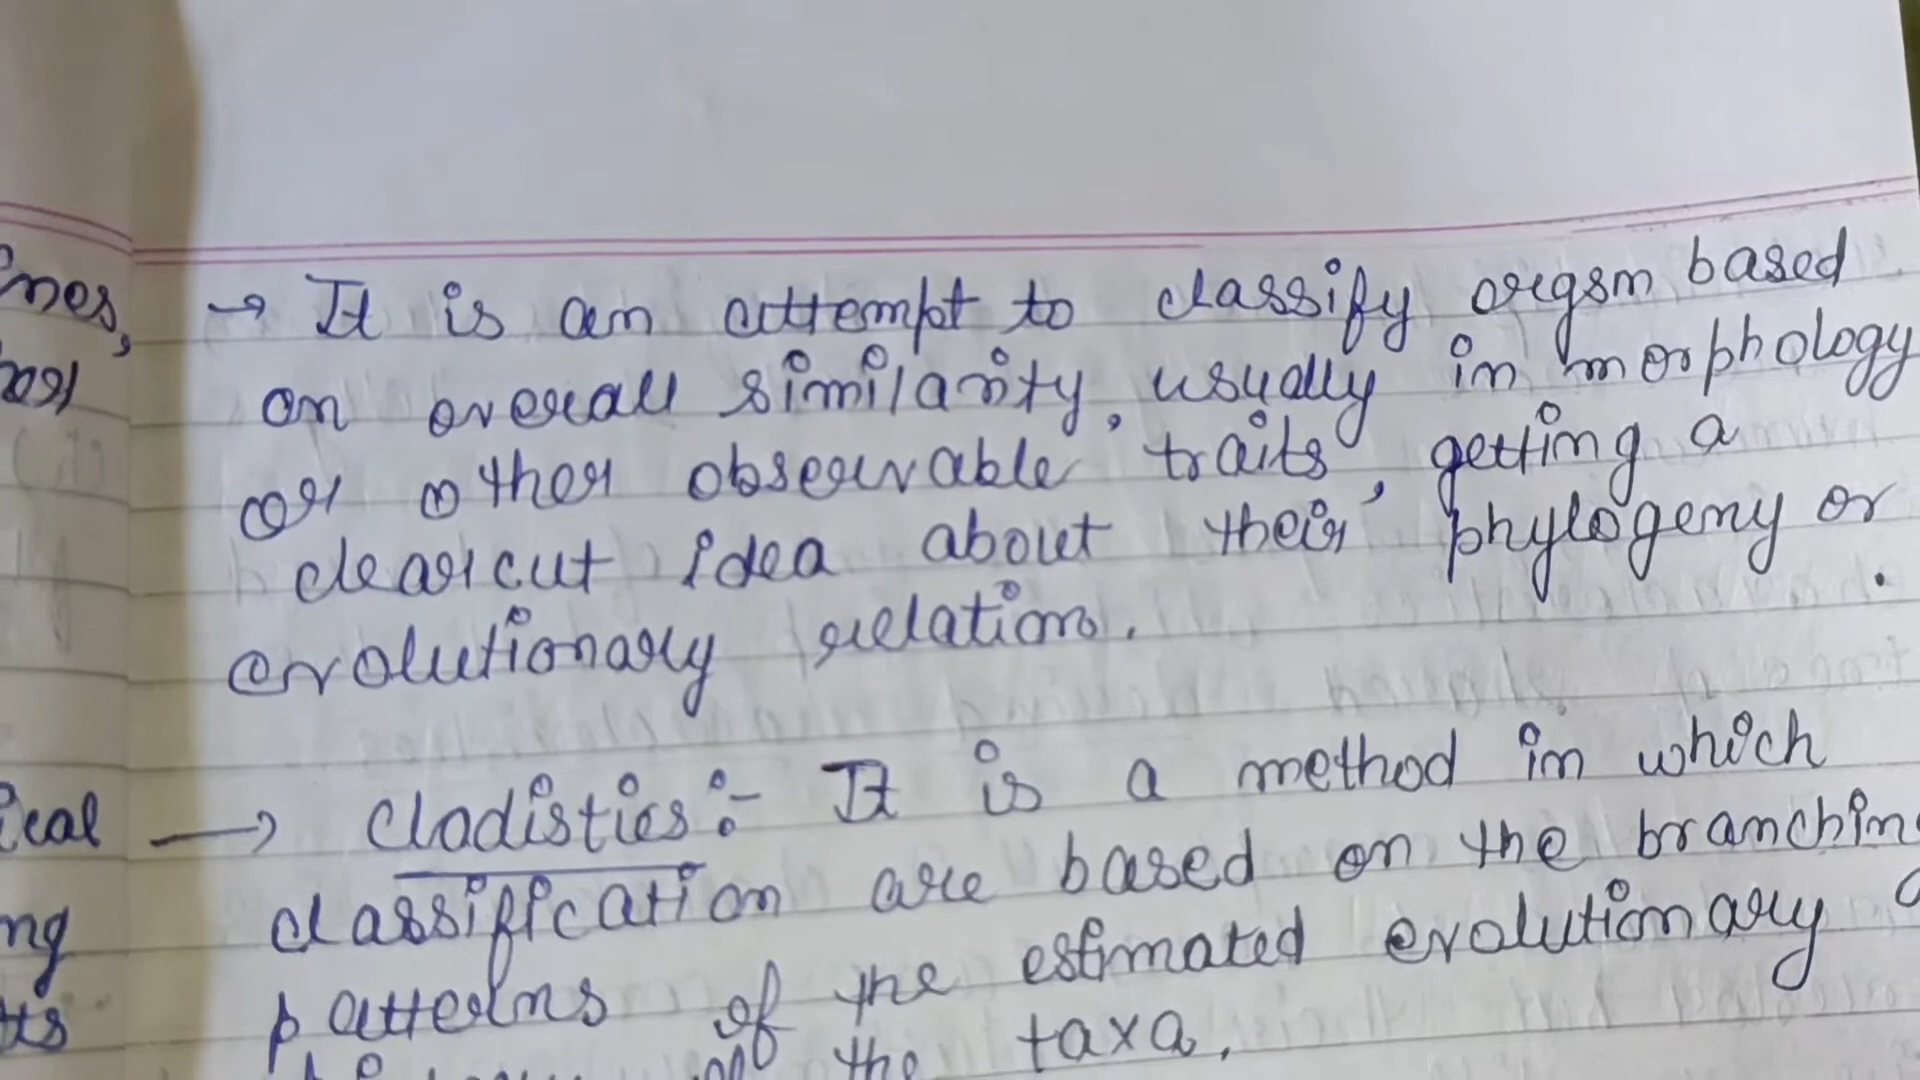 → It is an attempt to classify orgsm based
on overall similarity, usually in morphology
or other observable traits, getting a
clearcut idea about their phylogeny or
evolutionary relation.
ical → Cladistics:- It is a method in which
ng classification are based on the branching
ts patterns of the estimated evolutionary
the taxa.